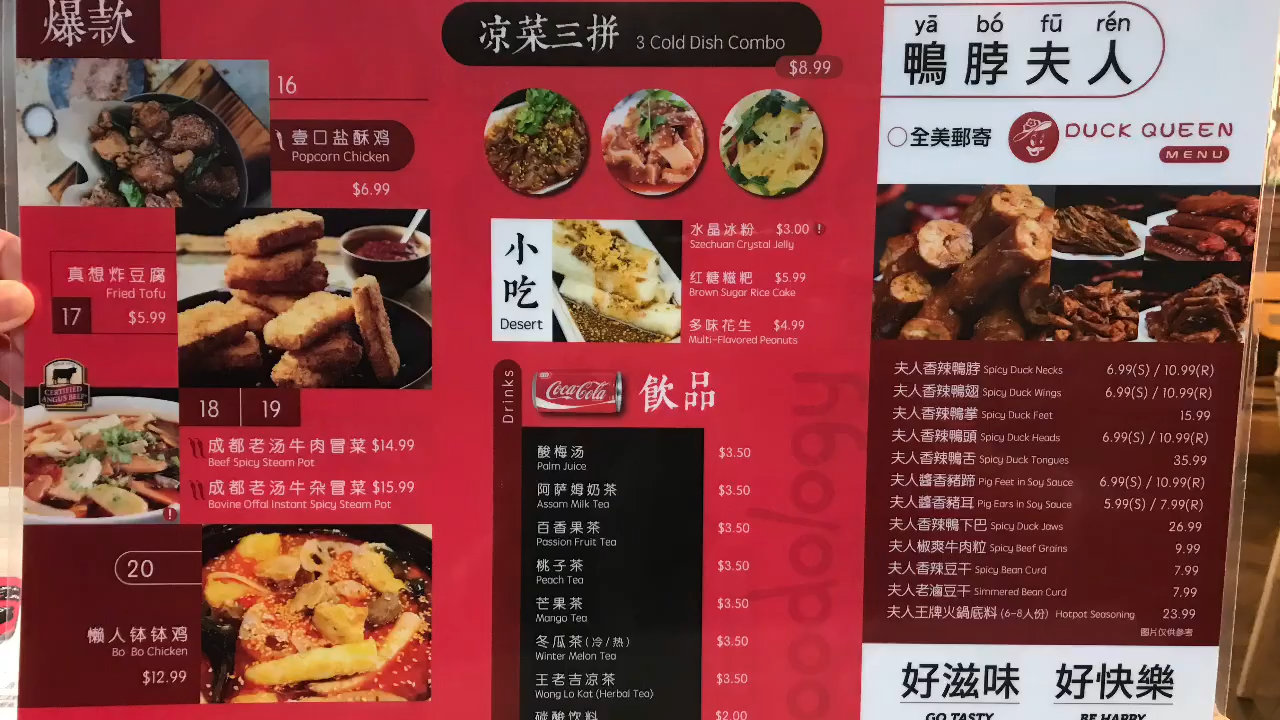 爆款
16
壹口盐酥鸡
Popcorn Chicken
$6.99
真想炸豆腐
Fried Tofu
17
$5.99
CERTIFIED
ANGUS BEEF
18
19
成都老汤牛肉冒菜 $14.99
Beef Spicy Steam Pot
成都老汤牛杂冒菜 $15.99
Bovine Offal Instant Spicy Steam Pot
20
懒人钵钵鸡
Bo-Bo Chicken
$12.99
凉菜三拼 3 Cold Dish Combo
$8.99
小吃
Desert
水晶冰粉 $3.00
Szechuan Crystal Jelly
红糖糍粑 $5.99
Brown Sugar Rice Cake
多味花生 $4.99
Multi-Flavored Peanuts
Drinks
Coca-Cola
飲品
酸梅汤 $3.50
Palm Juice
阿萨姆奶茶 $3.50
Assam Milk Tea
百香果茶 $3.50
Passion Fruit Tea
桃子茶 $3.50
Peach Tea
芒果茶 $3.50
Mango Tea
冬瓜茶(冷/热) $3.50
Winter Melon Tea
王老吉凉茶 $3.50
Wong Lo Kat (Herbal Tea)
碳酸饮料 $2.00
yā bó fū rén
鴨脖夫人
全美郵寄
DUCK QUEEN
MENU
夫人香辣鴨脖 Spicy Duck Necks 6.99(S) / 10.99(R)
夫人香辣鴨翅 Spicy Duck Wings 6.99(S) / 10.99(R)
夫人香辣鴨掌 Spicy Duck Feet 15.99
夫人香辣鴨頭 Spicy Duck Heads 6.99(S) / 10.99(R)
夫人香辣鴨舌 Spicy Duck Tongues 35.99
夫人醬香豬蹄 Pig Feet in Soy Sauce 6.99(S) / 10.99(R)
夫人醬香豬耳 Pig Ears in Soy Sauce 5.99(S) / 7.99(R)
夫人香辣鴨下巴 Spicy Duck Jaws 26.99
夫人椒爽牛肉粒 Spicy Beef Grains 9.99
夫人香辣豆干 Spicy Bean Curd 7.99
夫人老滷豆干 Simmered Bean Curd 7.99
夫人王牌火鍋底料 (6-8人份) Hotpot Seasoning 23.99
图片仅供参考
好滋味 好快樂
GO TASTY BE HAPPY